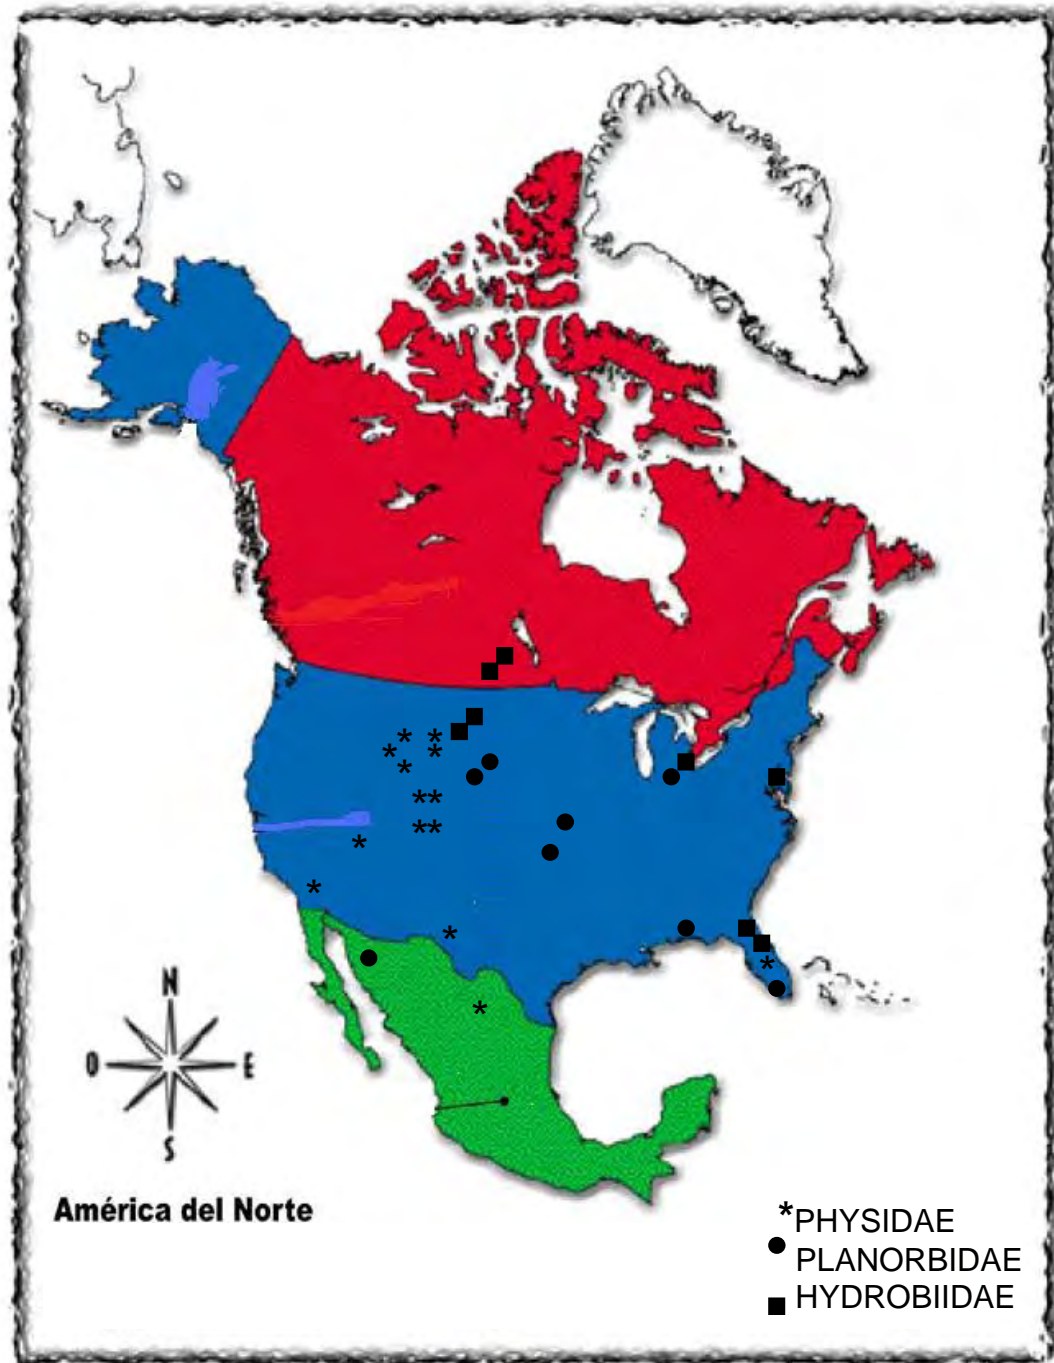 N
O E
S
América del Norte
*PHYSIDAE
PLANORBIDAE
HYDROBIIDAE